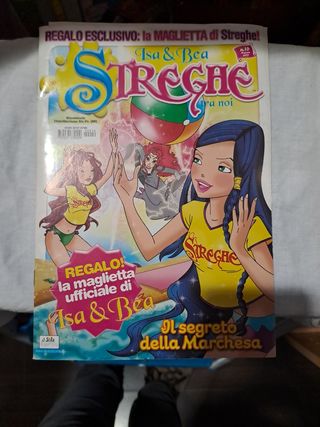 REGALO ESCLUSIVO: la MAGLIETTA di Streghe!
Isa & Bea
STREGHE
tra noi
STREGHE
REGALO!
la maglietta
ufficiale di
Isa & Bea
Il segreto
della Marchesa